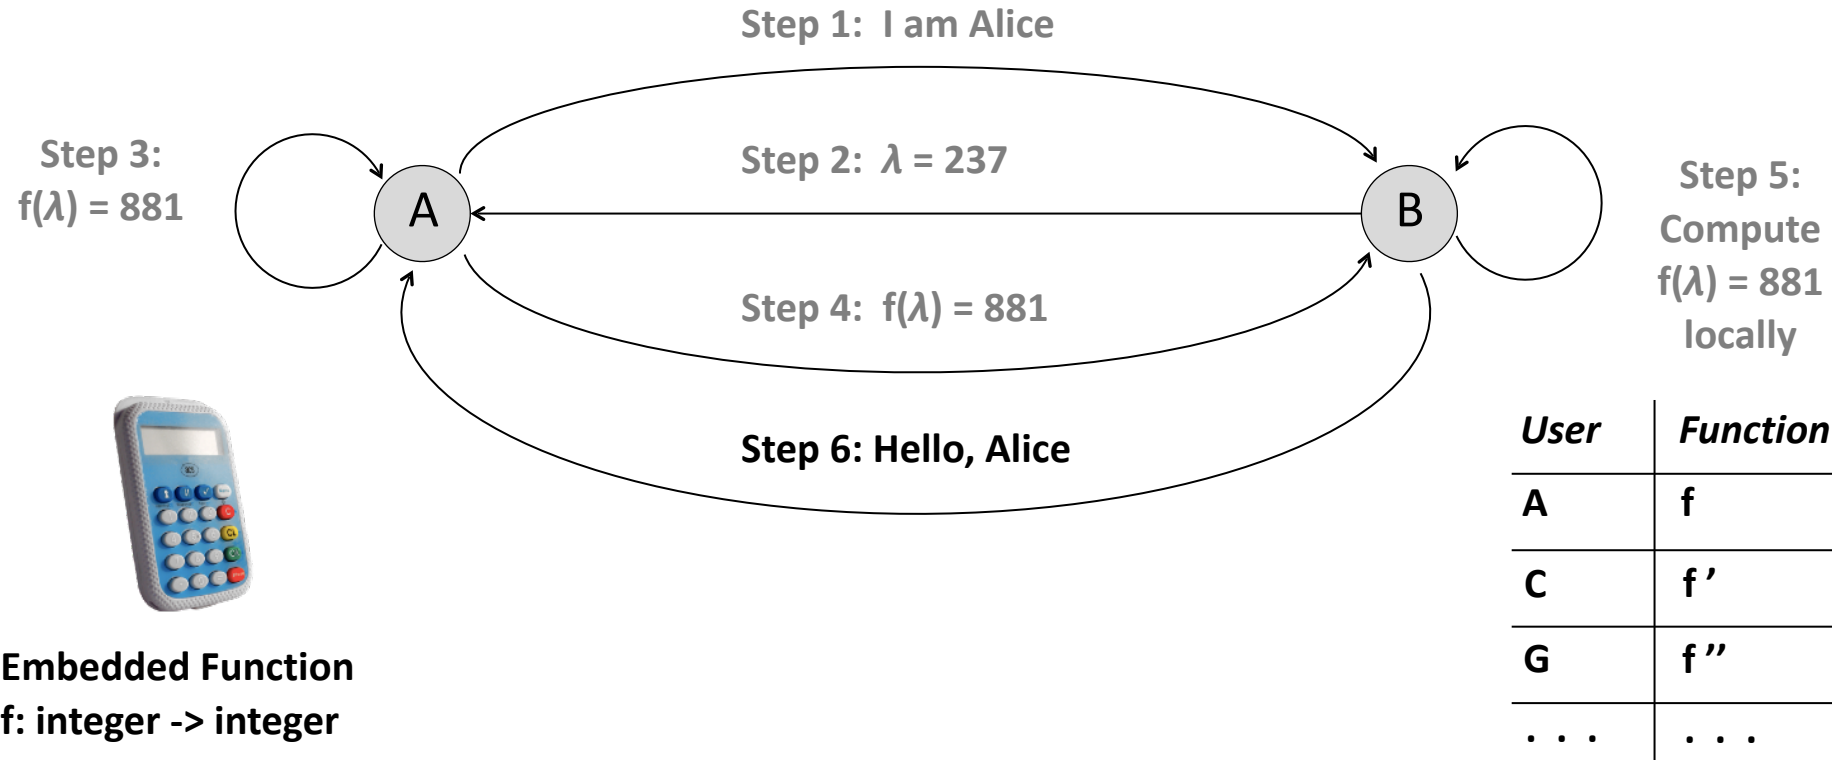 Step 1:  I am Alice
Step 3:
f(λ) = 881
Step 2:  λ = 237
A
B
Step 5:
Compute
f(λ) = 881
locally
Step 4:  f(λ) = 881
Step 6: Hello, Alice
User Function
A f
C f ’
G f ’’
. . . . . .
Embedded Function
f: integer -> integer